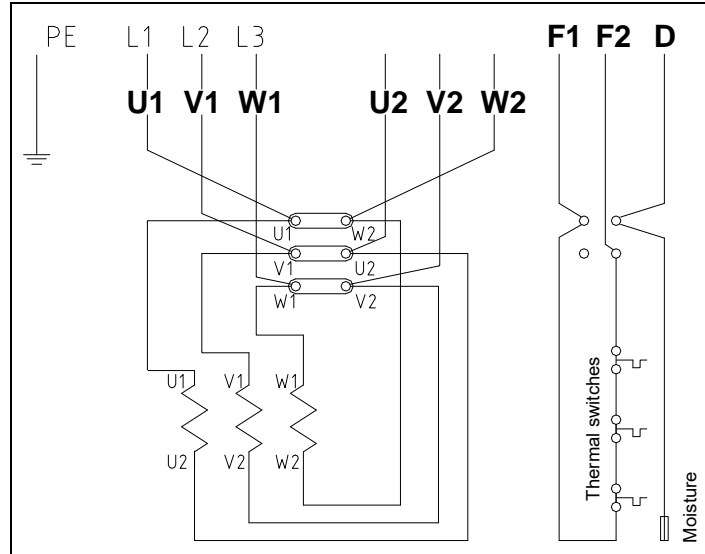 PE L1 L2 L3 F1 F2 D
U1 V1 W1 U2 V2 W2
U1 W2
V1 U2
W1 V2
U1 V1 W1
U2 V2 W2
Thermal switches
Moisture